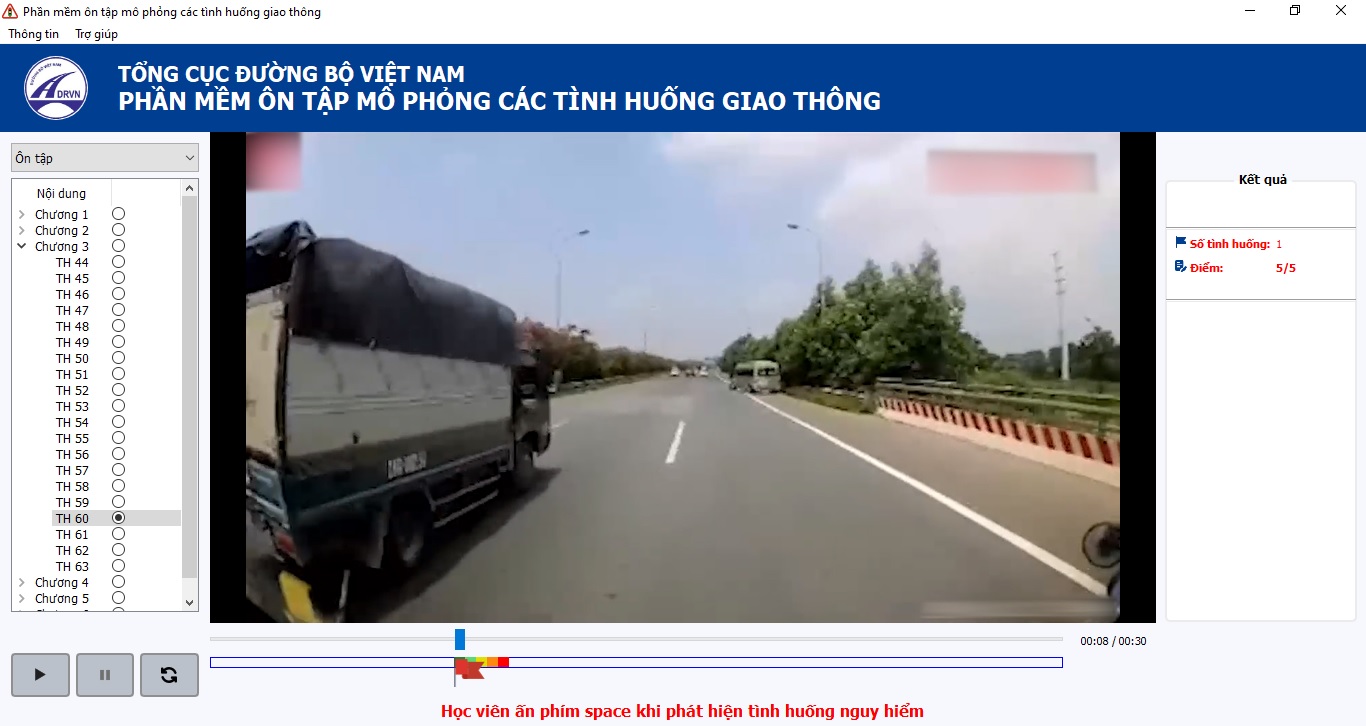 Phần mềm ôn tập mô phỏng các tình huống giao thông
Thông tin Trợ giúp
ĐƯỜNG BỘ VIỆT NAM
DRVN
TỔNG CỤC ĐƯỜNG BỘ VIỆT NAM
PHẦN MỀM ÔN TẬP MÔ PHỎNG CÁC TÌNH HUỐNG GIAO THÔNG
Ôn tập
Nội dung
Chương 1
Chương 2
Chương 3
TH 44
TH 45
TH 46
TH 47
TH 48
TH 49
TH 50
TH 51
TH 52
TH 53
TH 54
TH 55
TH 56
TH 57
TH 58
TH 59
TH 60
TH 61
TH 62
TH 63
Chương 4
Chương 5
Kết quả
Số tình huống: 1
Điểm: 5/5
00:08 / 00:30
Học viên ấn phím space khi phát hiện tình huống nguy hiểm